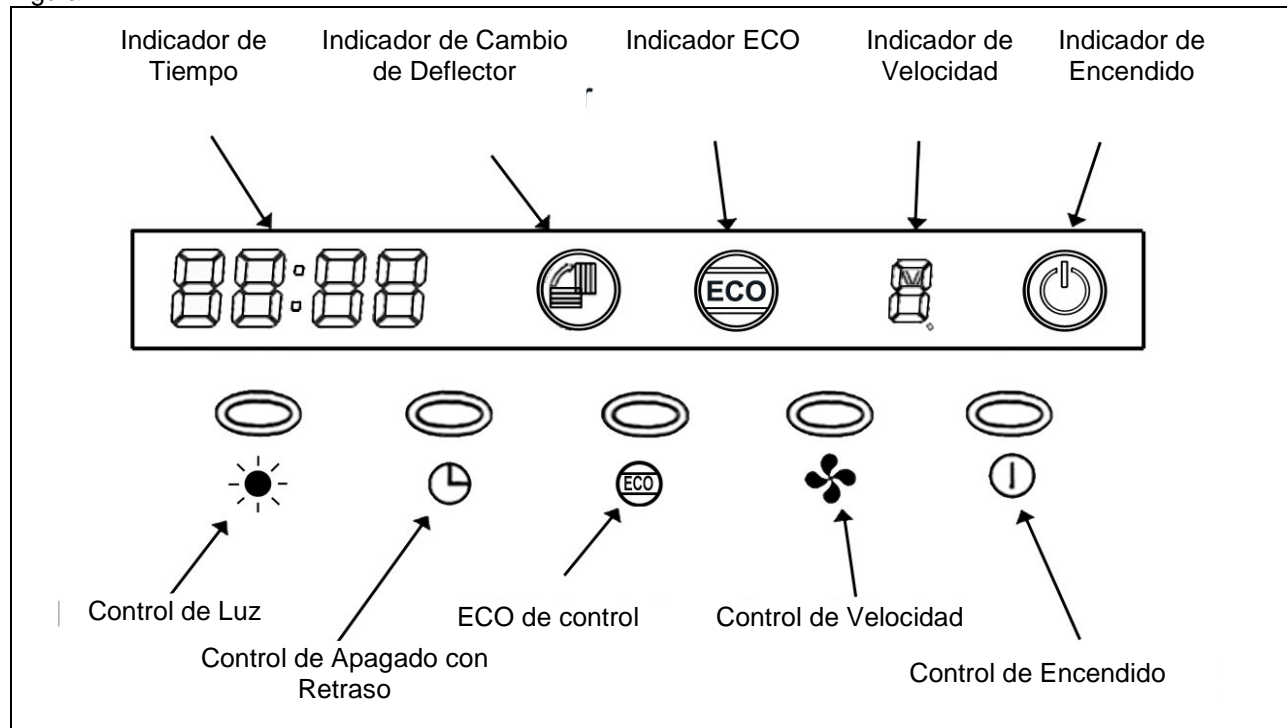 Indicador de
Tiempo
Indicador de Cambio
de Deflector
Indicador ECO
Indicador de
Velocidad
Indicador de
Encendido
88:88
ECO
8.
ECO
Control de Luz
Control de Apagado con
Retraso
ECO de control
Control de Velocidad
Control de Encendido